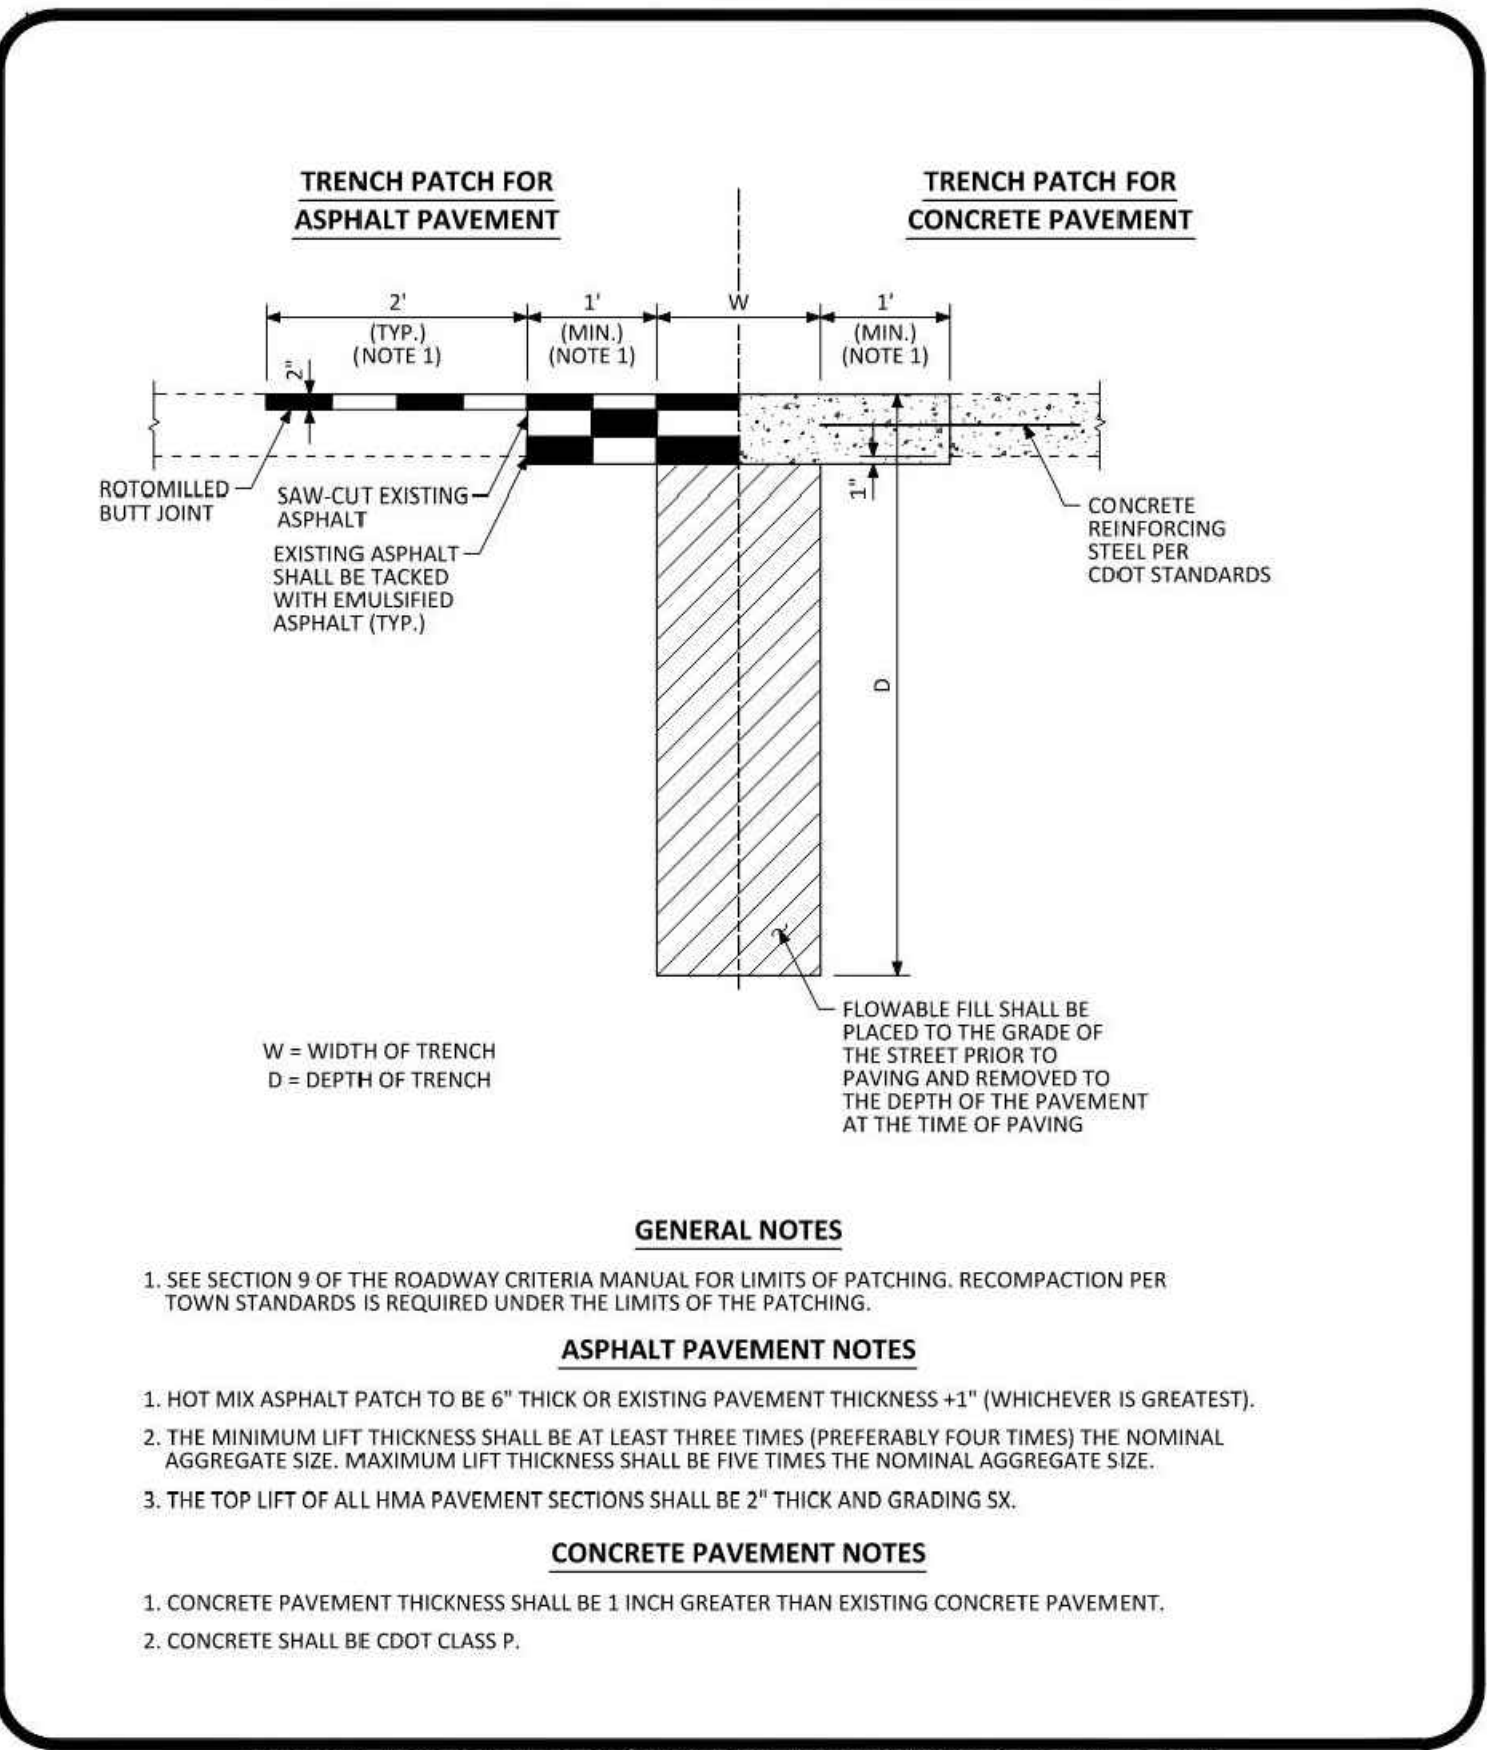 TRENCH PATCH FOR
ASPHALT PAVEMENT
TRENCH PATCH FOR
CONCRETE PAVEMENT
2'
(TYP.)
(NOTE 1)
1'
(MIN.)
(NOTE 1)
W
1'
(MIN.)
(NOTE 1)
2"
ROTOMILLED
BUTT JOINT
SAW-CUT EXISTING
ASPHALT
EXISTING ASPHALT
SHALL BE TACKED
WITH EMULSIFIED
ASPHALT (TYP.)
1"
CONCRETE
REINFORCING
STEEL PER
CDOT STANDARDS
D
FLOWABLE FILL SHALL BE
PLACED TO THE GRADE OF
THE STREET PRIOR TO
PAVING AND REMOVED TO
THE DEPTH OF THE PAVEMENT
AT THE TIME OF PAVING
W = WIDTH OF TRENCH
D = DEPTH OF TRENCH
GENERAL NOTES
1. SEE SECTION 9 OF THE ROADWAY CRITERIA MANUAL FOR LIMITS OF PATCHING. RECOMPACTION PER
TOWN STANDARDS IS REQUIRED UNDER THE LIMITS OF THE PATCHING.
ASPHALT PAVEMENT NOTES
1. HOT MIX ASPHALT PATCH TO BE 6" THICK OR EXISTING PAVEMENT THICKNESS +1" (WHICHEVER IS GREATEST).
2. THE MINIMUM LIFT THICKNESS SHALL BE AT LEAST THREE TIMES (PREFERABLY FOUR TIMES) THE NOMINAL
AGGREGATE SIZE. MAXIMUM LIFT THICKNESS SHALL BE FIVE TIMES THE NOMINAL AGGREGATE SIZE.
3. THE TOP LIFT OF ALL HMA PAVEMENT SECTIONS SHALL BE 2" THICK AND GRADING SX.
CONCRETE PAVEMENT NOTES
1. CONCRETE PAVEMENT THICKNESS SHALL BE 1 INCH GREATER THAN EXISTING CONCRETE PAVEMENT.
2. CONCRETE SHALL BE CDOT CLASS P.